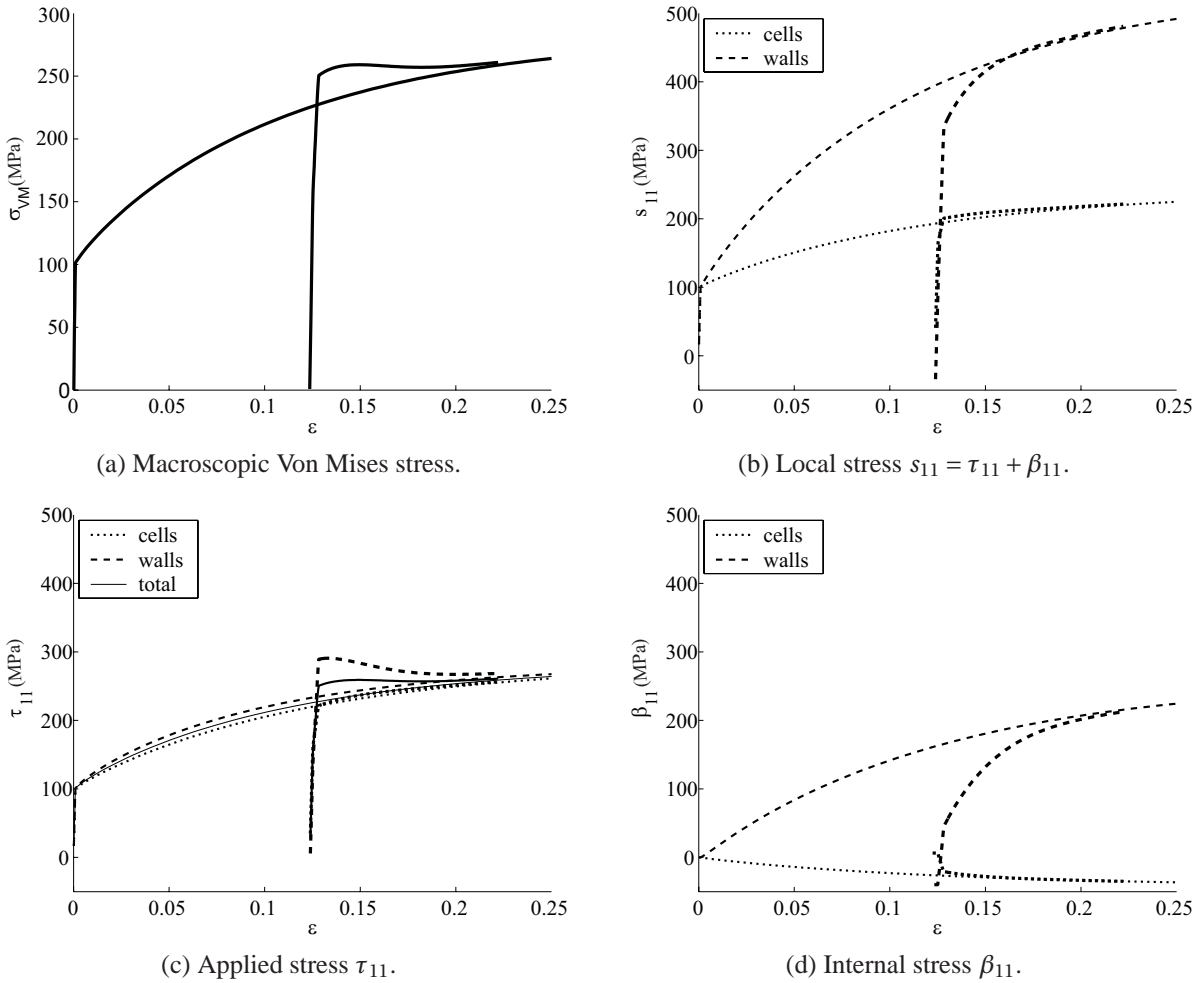 300
250
200
150
100
50
0
σVM (MPa)
0 0.05 0.1 0.15 0.2 0.25
ε
(a) Macroscopic Von Mises stress.
500
400
300
200
100
0
s11 (MPa)
cells
walls
0 0.05 0.1 0.15 0.2 0.25
ε
(b) Local stress s11 = τ11 + β11.
500
400
300
200
100
0
τ11 (MPa)
cells
walls
total
0 0.05 0.1 0.15 0.2 0.25
ε
(c) Applied stress τ11.
500
400
300
200
100
0
β11 (MPa)
cells
walls
0 0.05 0.1 0.15 0.2 0.25
ε
(d) Internal stress β11.